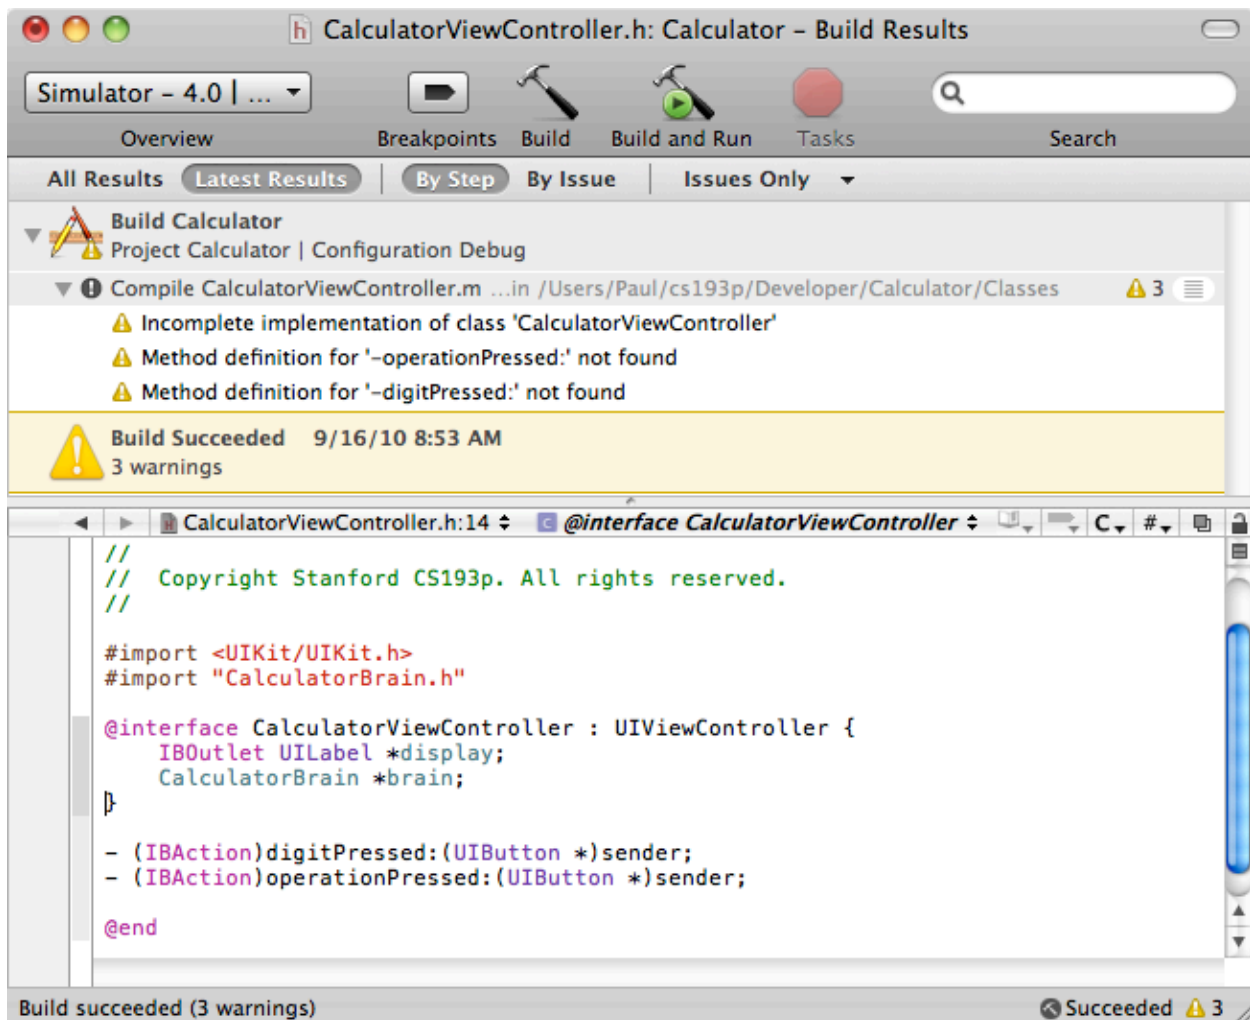 CalculatorViewController.h: Calculator – Build Results
Simulator – 4.0 | ...
Overview Breakpoints Build Build and Run Tasks Search
All Results Latest Results By Step By Issue Issues Only
Build Calculator
Project Calculator | Configuration Debug
Compile CalculatorViewController.m ...in /Users/Paul/cs193p/Developer/Calculator/Classes 3
Incomplete implementation of class 'CalculatorViewController'
Method definition for '-operationPressed:' not found
Method definition for '-digitPressed:' not found
Build Succeeded 9/16/10 8:53 AM
3 warnings
CalculatorViewController.h:14 C @interface CalculatorViewController C #
//
//  Copyright Stanford CS193p. All rights reserved.
//
#import <UIKit/UIKit.h>
#import "CalculatorBrain.h"
@interface CalculatorViewController : UIViewController {
    IBOutlet UILabel *display;
    CalculatorBrain *brain;
}
- (IBAction)digitPressed:(UIButton *)sender;
- (IBAction)operationPressed:(UIButton *)sender;
@end
Build succeeded (3 warnings) Succeeded 3